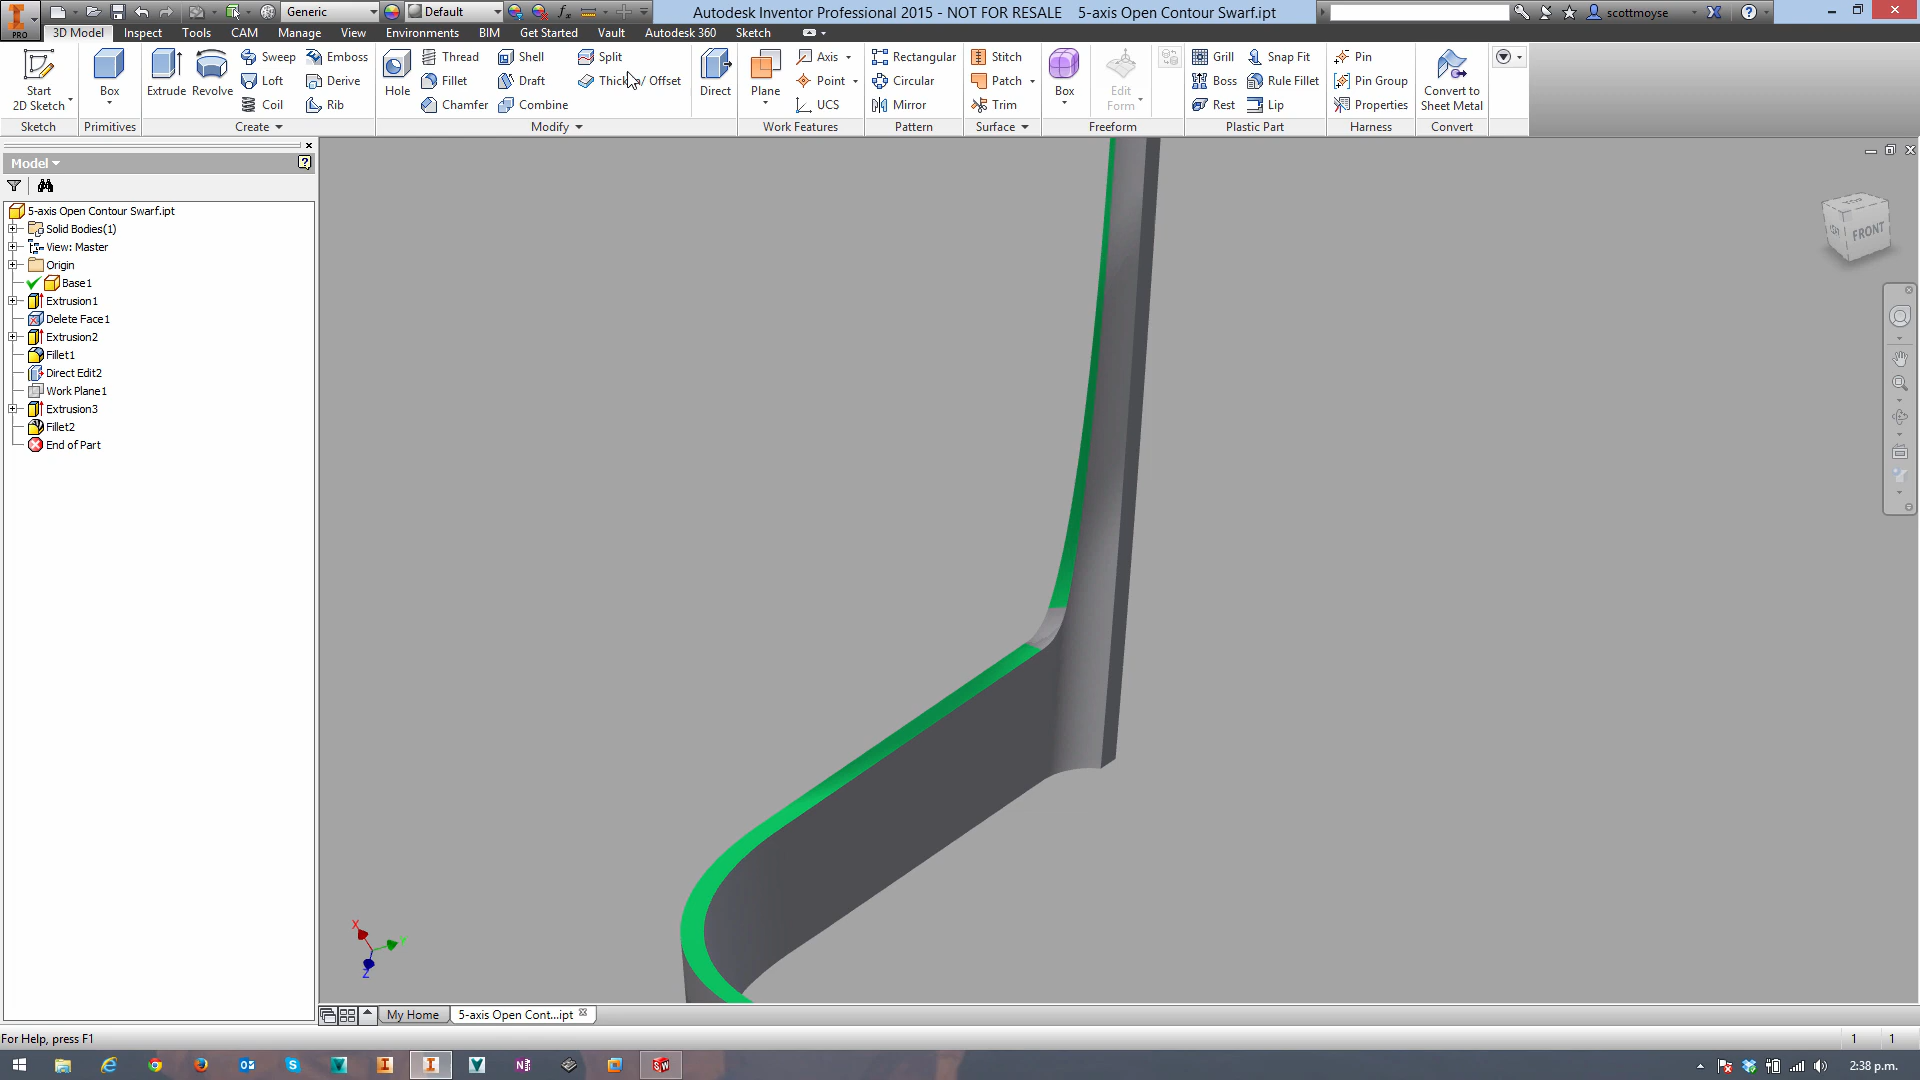 PRO
Generic
Default
fx
Autodesk Inventor Professional 2015 - NOT FOR RESALE 5-axis Open Contour Swarf.ipt
scottmoyse
3D Model Inspect Tools CAM Manage View Environments BIM Get Started Vault Autodesk 360 Sketch
Start
2D Sketch
Box
Extrude Revolve
Sweep Emboss
Loft Derive
Coil Rib
Hole
Thread Shell Split
Fillet Draft Offset
Chamfer Combine
Direct
Plane
Axis
Point
UCS
Rectangular
Circular
Mirror
Stitch
Patch
Trim
Box
Edit
Form
Grill Snap Fit
Boss Rule Fillet
Rest Lip
Pin
Pin Group
Properties
Convert to
Sheet Metal
Sketch Primitives Create Modify Work Features Pattern Surface Freeform Plastic Part Harness Convert
Model
5-axis Open Contour Swarf.ipt
Solid Bodies(1)
View: Master
Origin
Base1
Extrusion1
Delete Face1
Extrusion2
Fillet1
Direct Edit2
Work Plane1
Extrusion3
Fillet2
End of Part
TOP
FRONT
X
Y
Z
My Home 5-axis Open Cont...ipt
For Help, press F1
1 1
2:38 p.m.